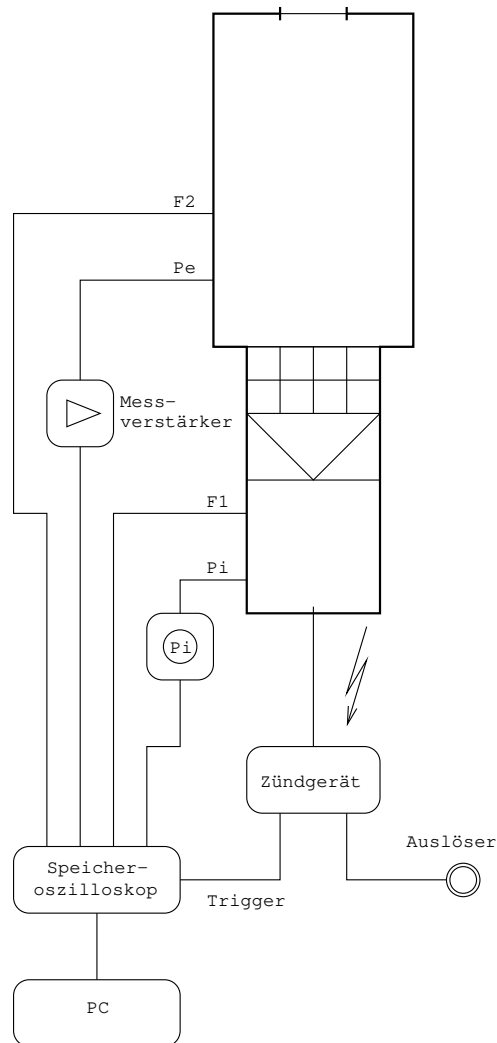 F2
Pe
Mess-
verstärker
F1
Pi
Pi
Zündgerät
Auslöser
Speicher-
oszilloskop
Trigger
PC